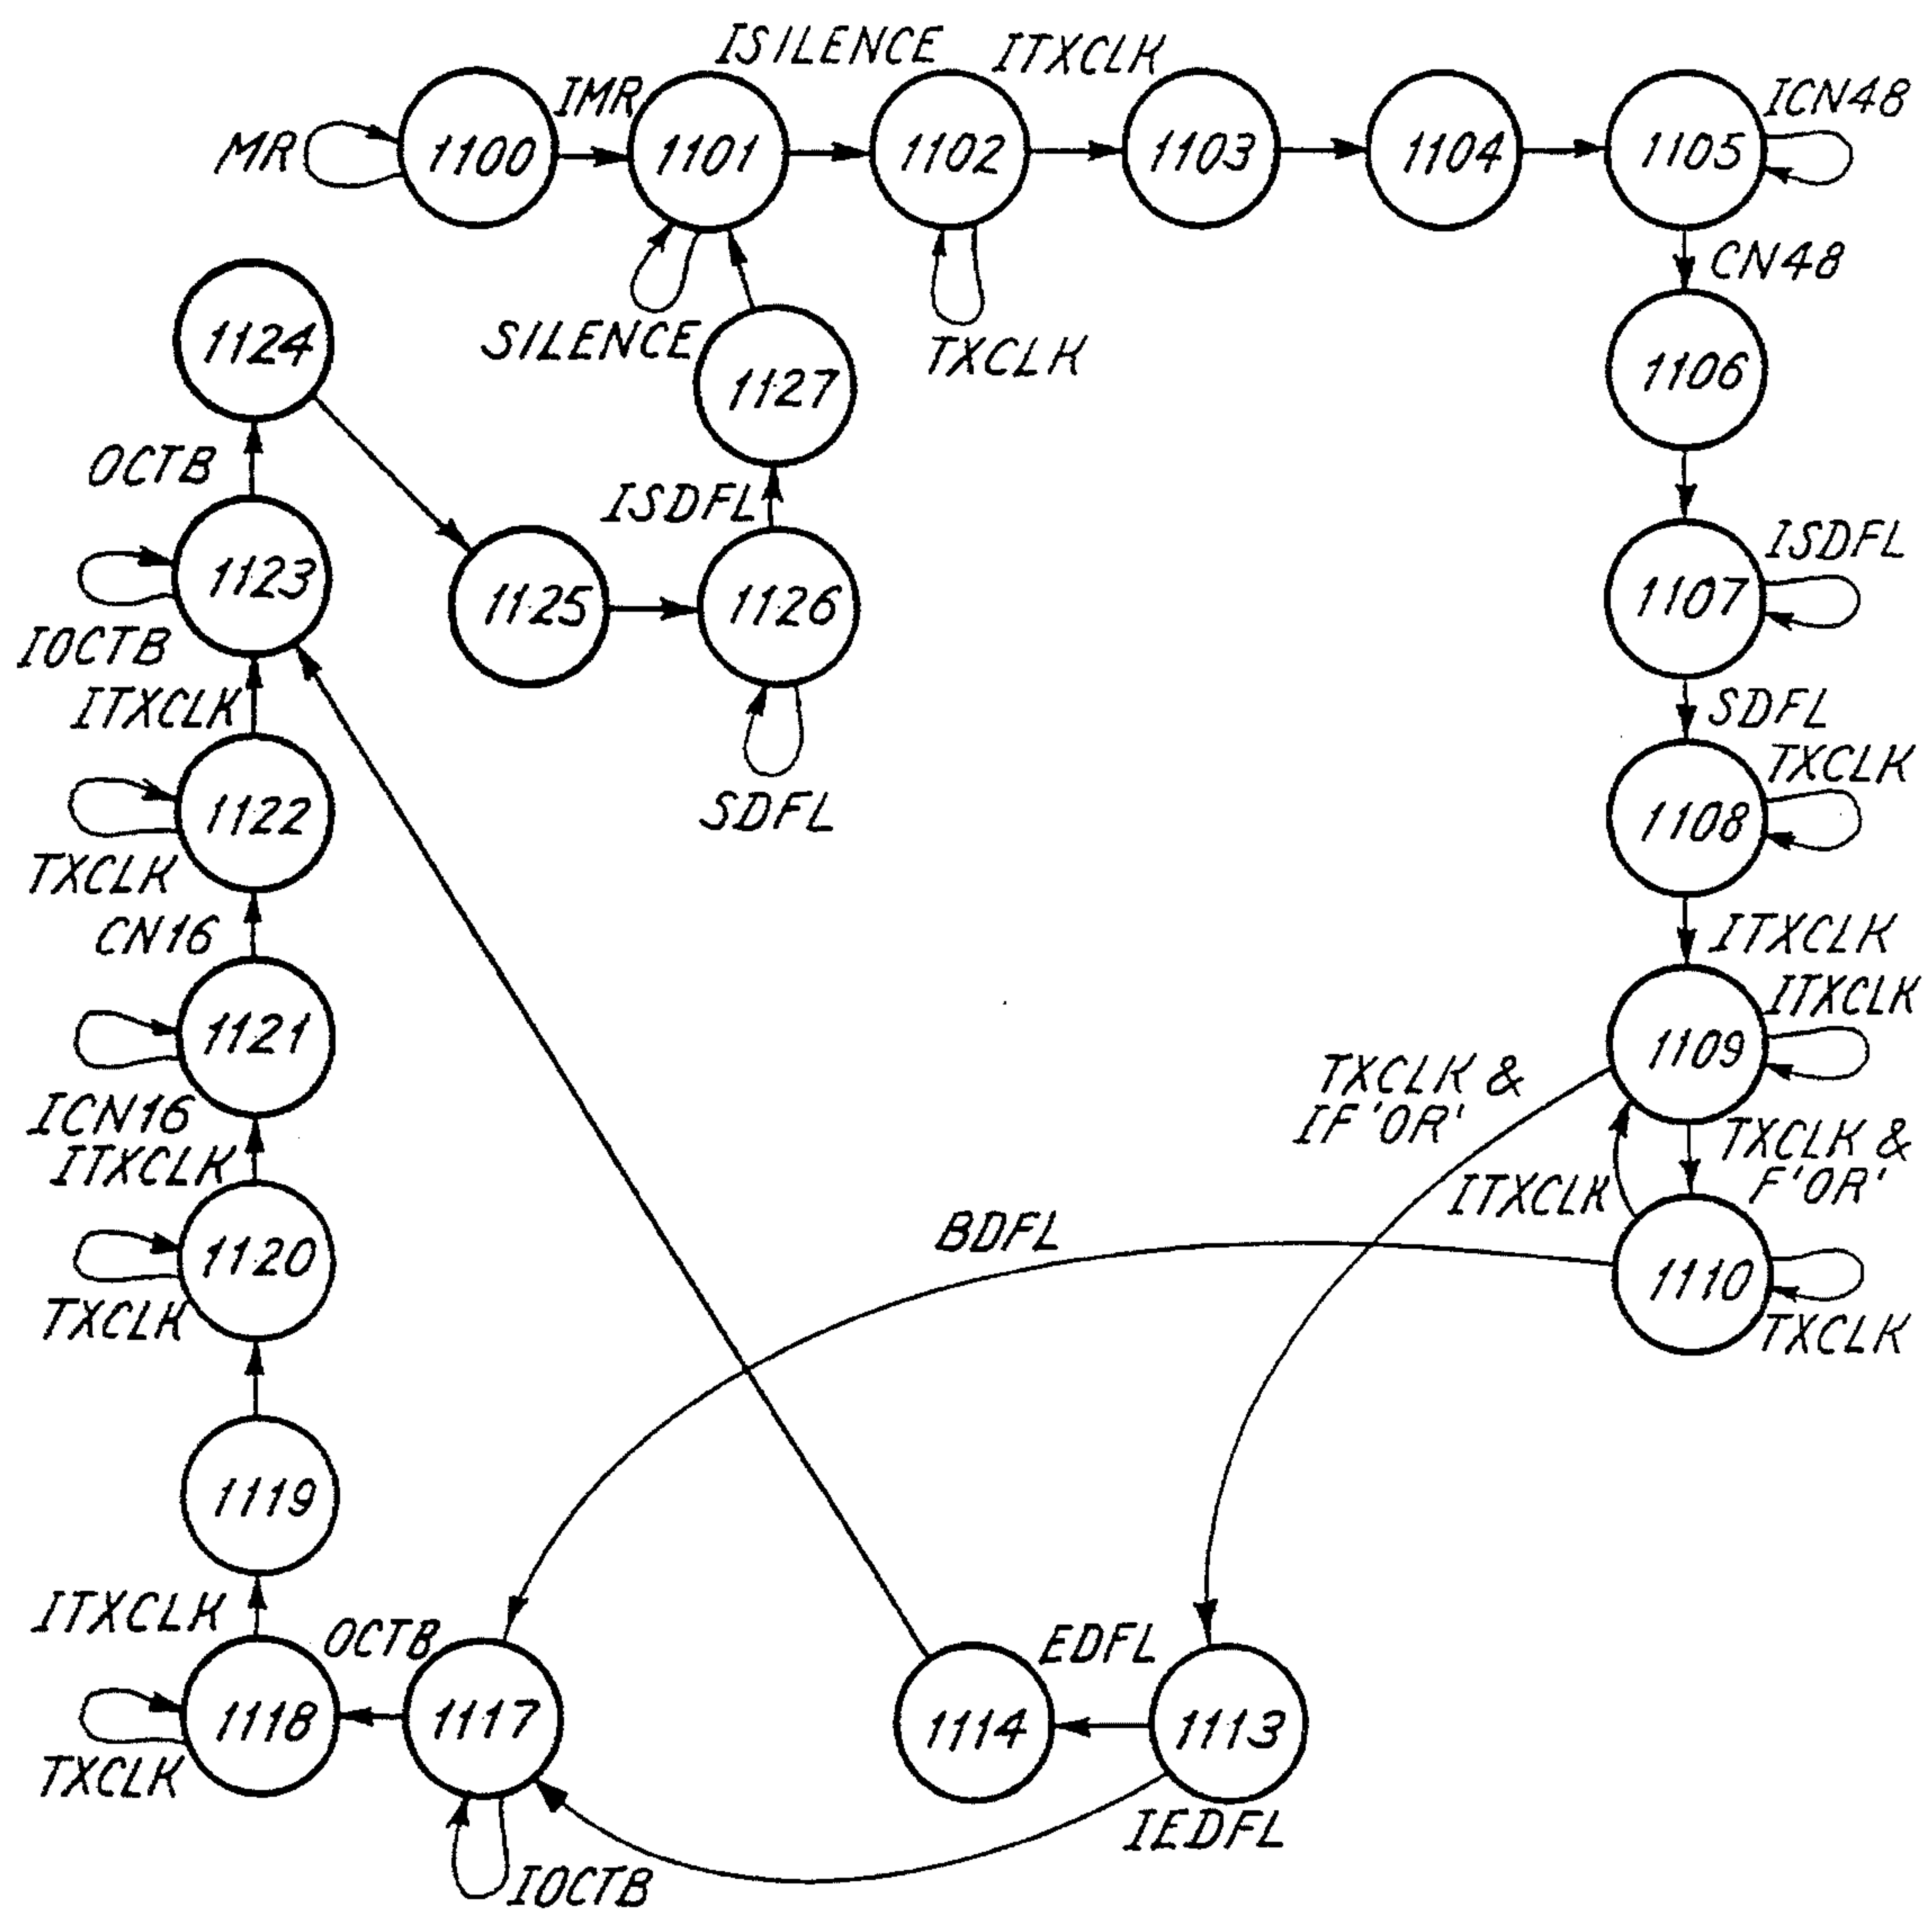 ISILENCE
ITXCLK
MR
1100
IMR
1101
1102
1103
1104
1105
ICN48
SILENCE
TXCLK
CN48
1124
1127
1106
OCTB
ISDFL
ISDFL
1123
1125
1126
1107
IOCTB
SDFL
ITXCLK
SDFL
1122
TXCLK
1108
TXCLK
CN16
ITXCLK
1121
ITXCLK
1109
ICN16
TXCLK &
IF'OR'
TXCLK &
F'OR'
ITXCLK
ITXCLK
1120
BDFL
1110
TXCLK
TXCLK
1119
ITXCLK
OCTB
EDFL
1118
1117
1114
1113
TXCLK
IOCTB
IEDFL